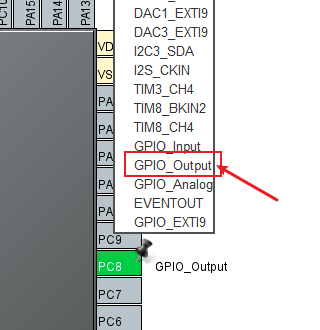 PC10
PA15
PA14
PA13
DAC1_EXTI9
DAC3_EXTI9
I2C3_SDA
I2S_CKIN
TIM3_CH4
TIM8_BKIN2
TIM8_CH4
GPIO_Input
GPIO_Output
GPIO_Analog
EVENTOUT
GPIO_EXTI9
VD
VS
PA
PA
PA
PA
PA
PC9
PC8
GPIO_Output
PC7
PC6